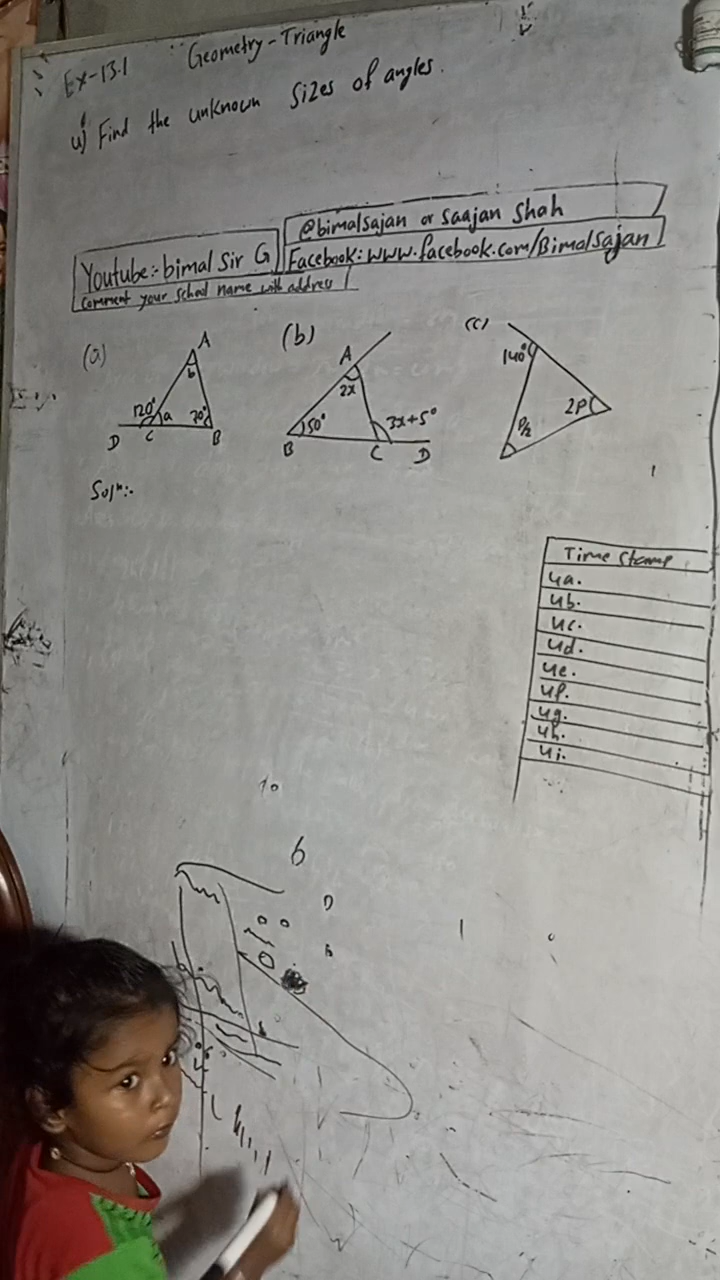 Ex-13.1 Geometry-Triangle
4) Find the unknown sizes of angles.
@bimalsajan or Saajan Shah
Youtube:- bimal Sir G
Facebook: www.facebook.com/Bimalsajan
comment your school name with address
(a)
A
b
120°
a
70°
D
C
B
(b)
A
2x
50°
3x+5°
B
C
D
(c)
140°
2P
P/2
Solⁿ:-
Time Stamp
4a.
4b.
4c.
4d.
4e.
4f.
4g.
4h.
4i.